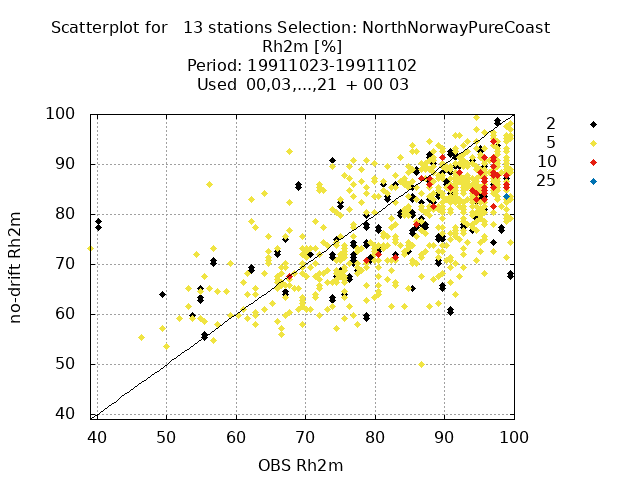 Scatterplot for   13 stations Selection: NorthNorwayPureCoast
Rh2m [%]
Period: 19911023-19911102
Used  00,03,...,21  + 00 03
2
5
10
25
100
90
80
70
60
50
40
no-drift Rh2m
40 50 60 70 80 90 100
OBS Rh2m